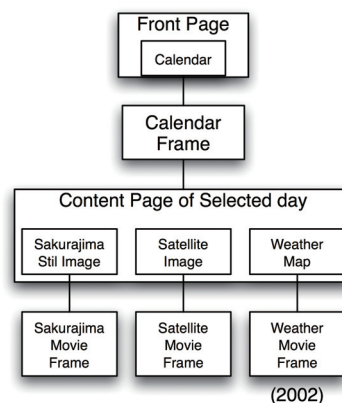 Front Page
Calendar
Calendar
Frame
Content Page of Selected day
Sakurajima
Stil Image
Satellite
Image
Weather
Map
Sakurajima
Movie
Frame
Satellite
Movie
Frame
Weather
Movie
Frame
(2002)